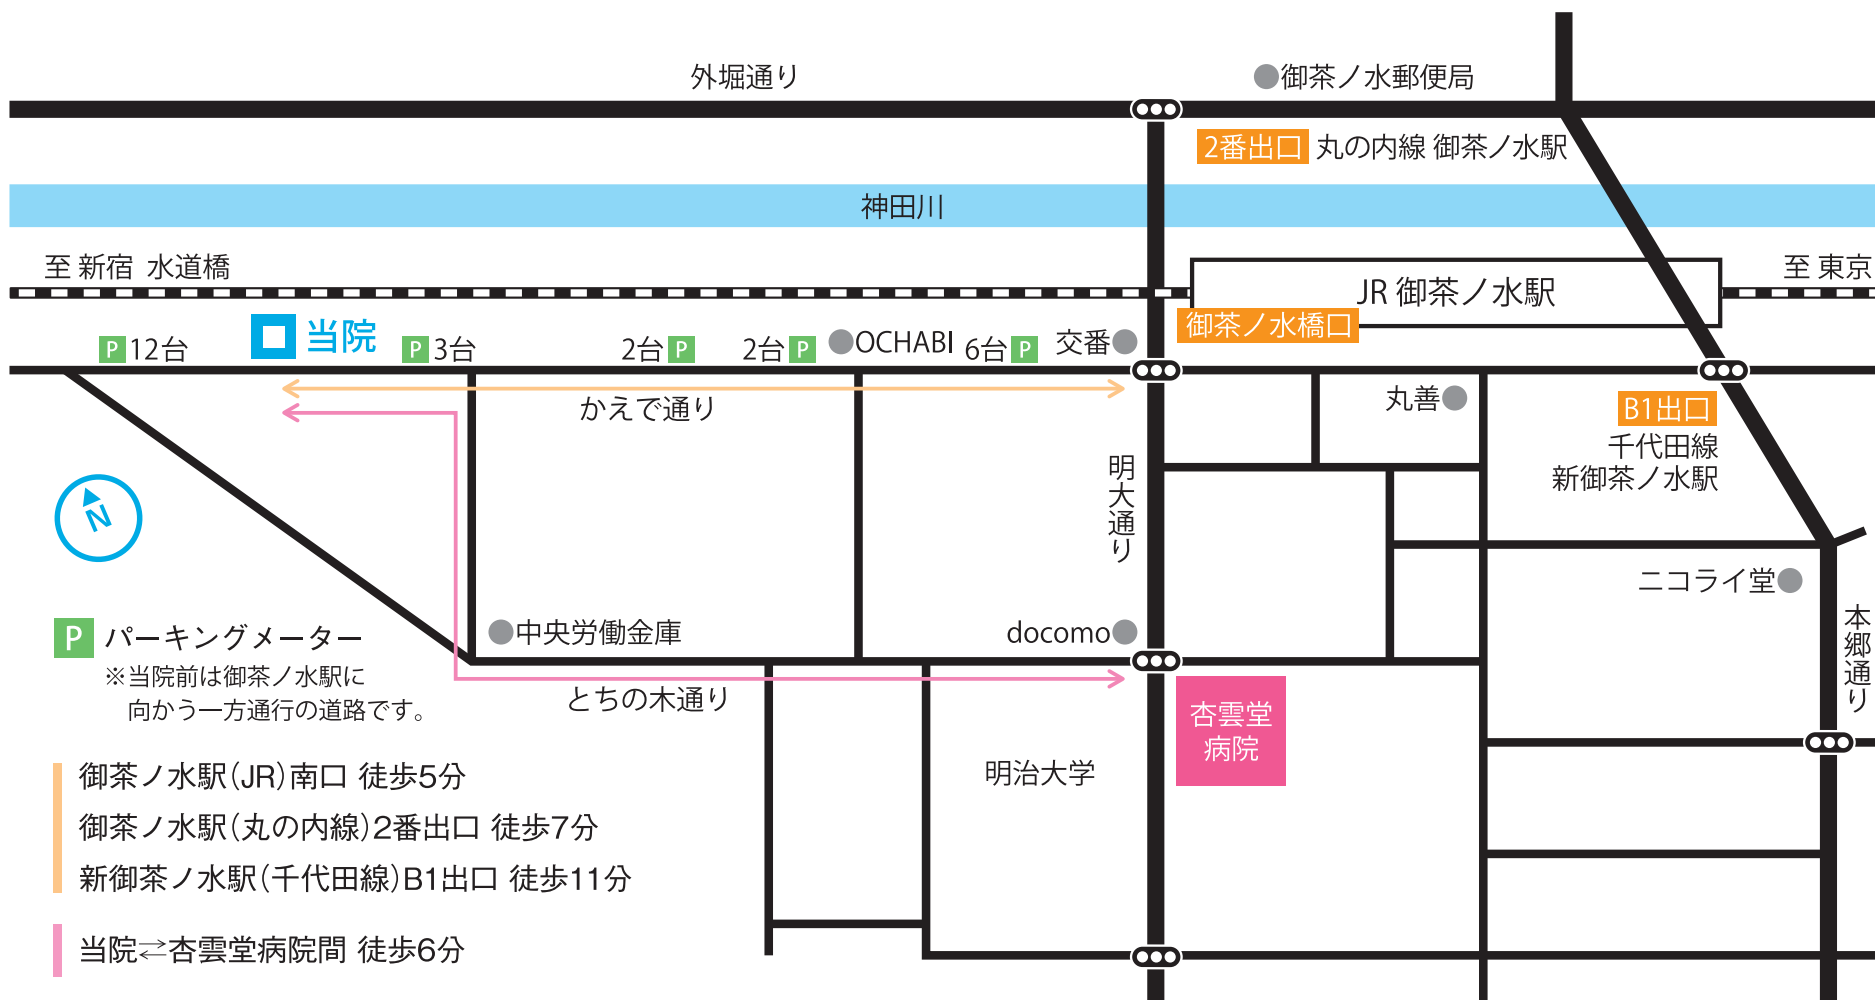 外堀通り
御茶ノ水郵便局
2番出口 丸の内線 御茶ノ水駅
神田川
至 新宿 水道橋
至 東京
JR 御茶ノ水駅
御茶ノ水橋口
P 12台
当院
P 3台
2台 P
2台 P
OCHABI
6台 P
交番
かえで通り
丸善
B1出口
千代田線
新御茶ノ水駅
明大通り
N
ニコライ堂
本郷通り
中央労働金庫
docomo
とちの木通り
杏雲堂
病院
明治大学
P パーキングメーター
※当院前は御茶ノ水駅に
向かう一方通行の道路です。
御茶ノ水駅(JR)南口 徒歩5分
御茶ノ水駅(丸の内線)2番出口 徒歩7分
新御茶ノ水駅(千代田線)B1出口 徒歩11分
当院⇄杏雲堂病院間 徒歩6分